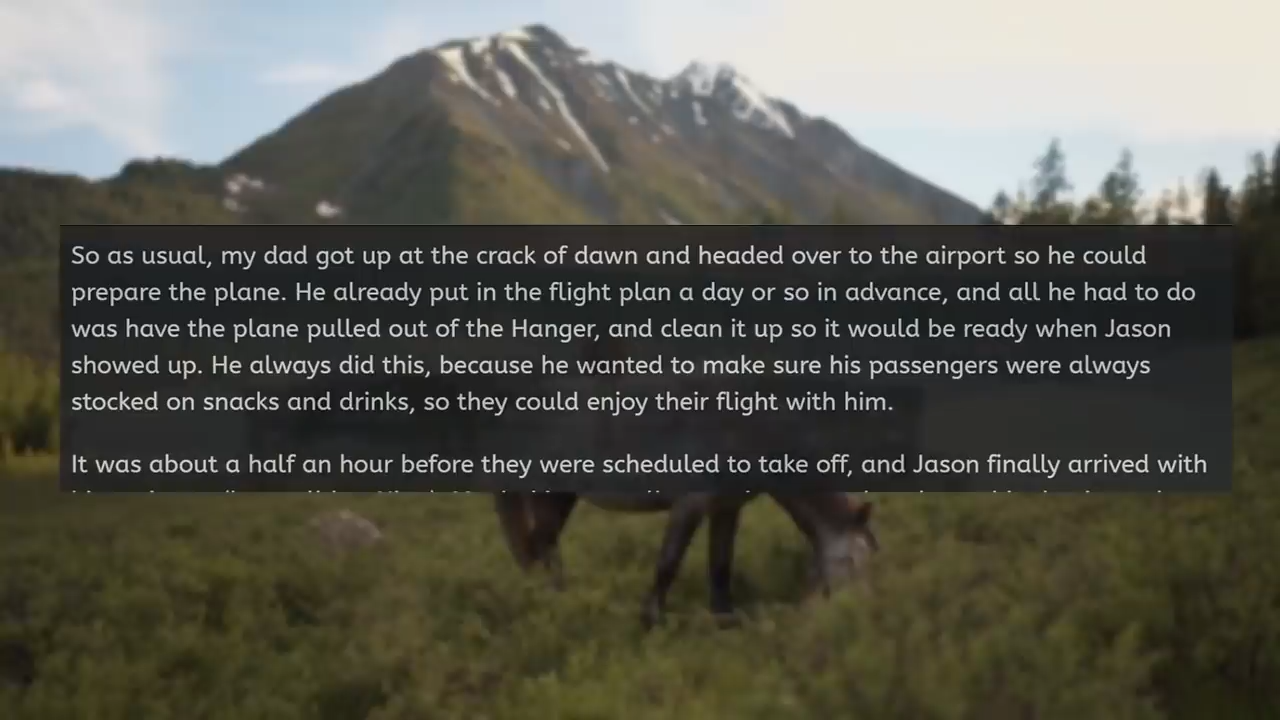 So as usual, my dad got up at the crack of dawn and headed over to the airport so he could
prepare the plane. He already put in the flight plan a day or so in advance, and all he had to do
was have the plane pulled out of the Hanger, and clean it up so it would be ready when Jason
showed up. He always did this, because he wanted to make sure his passengers were always
stocked on snacks and drinks, so they could enjoy their flight with him.
It was about a half an hour before they were scheduled to take off, and Jason finally arrived with